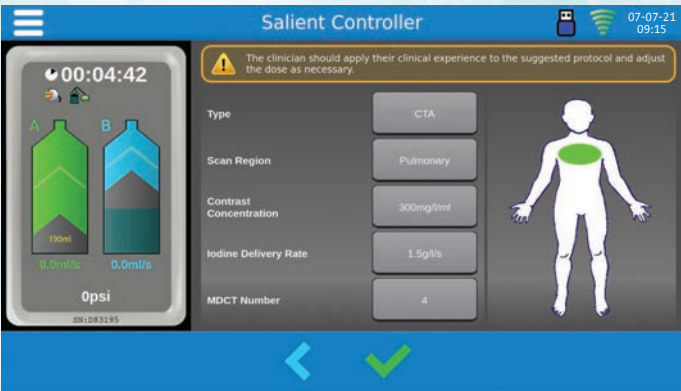 Salient Controller
07-07-21
09:15
00:04:42
A
B
190ml
0.0ml/s
0.0ml/s
0psi
SN:D83195
The clinician should apply their clinical experience to the suggested protocol and adjust
the dose as necessary.
Type
CTA
Scan Region
Pulmonary
Contrast
Concentration
300mg/l/ml
Iodine Delivery Rate
1.5g/l/s
MDCT Number
4